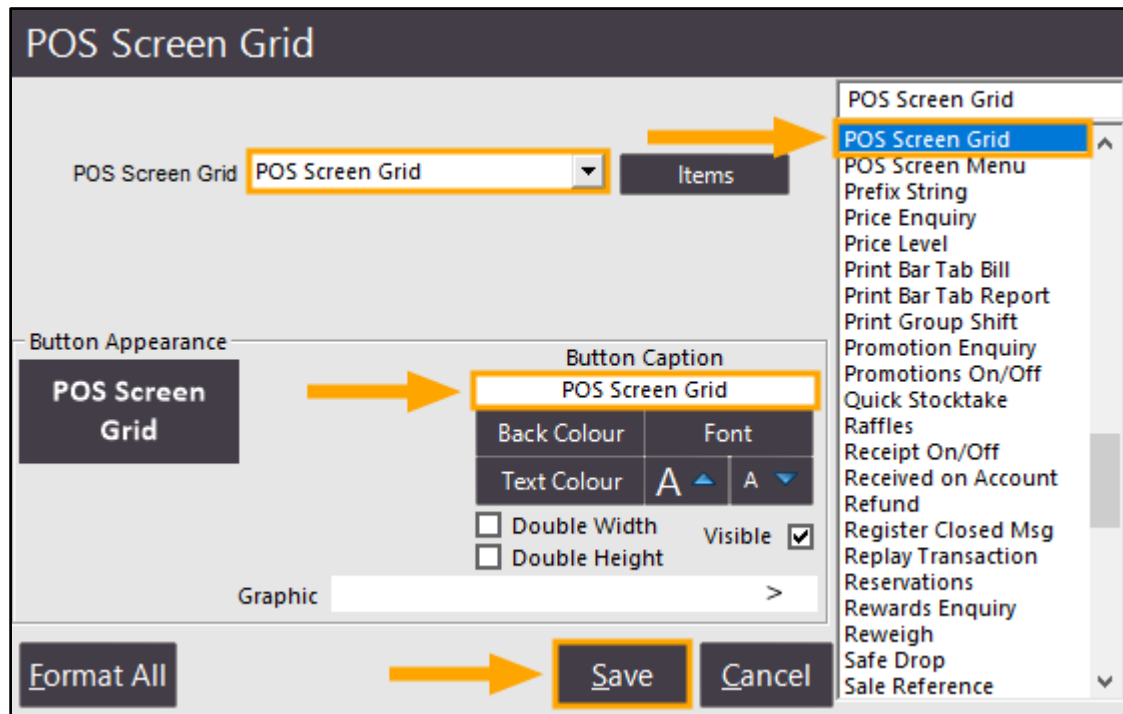 POS Screen Grid
POS Screen Grid
POS Screen Grid
Items
Button Appearance
POS Screen
Grid
Button Caption
POS Screen Grid
Back Colour
Font
Text Colour
A
A
Double Width
Visible
Double Height
Graphic
>
Format All
Save
Cancel
POS Screen Grid
POS Screen Grid
POS Screen Menu
Prefix String
Price Enquiry
Price Level
Print Bar Tab Bill
Print Bar Tab Report
Print Group Shift
Promotion Enquiry
Promotions On/Off
Quick Stocktake
Raffles
Receipt On/Off
Received on Account
Refund
Register Closed Msg
Replay Transaction
Reservations
Rewards Enquiry
Reweigh
Safe Drop
Sale Reference